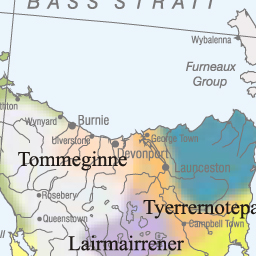 BASS STRAIT
Wybalenna
Furneaux
Group
Wynyard
Burnie
Ulverstone
George Town
Devonport
Tommeginne
Launceston
Rosebery
Tyerrernotepa
Queenstown
Campbell Town
Lairmairrener